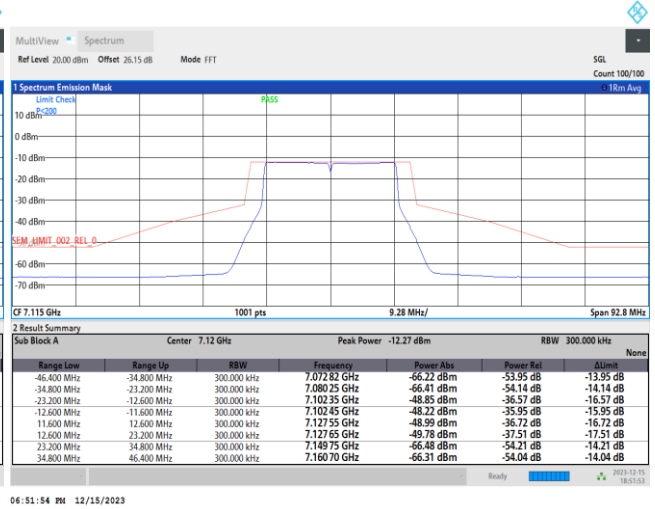 MultiView Spectrum
Ref Level 20.00 dBm Offset 26.15 dB Mode FFT SGL
Count 100/100
1 Spectrum Emission Mask 1Rm Avg
Limit Check PASS
P<200
10 dBm
0 dBm
-10 dBm
-20 dBm
-30 dBm
-40 dBm
SEM_LIMIT_002_REL_0
-60 dBm
-70 dBm
CF 7.115 GHz 1001 pts 9.28 MHz/ Span 92.8 MHz
2 Result Summary
Sub Block A Center 7.12 GHz Peak Power -12.27 dBm RBW 300.000 kHz
None
Range Low Range Up RBW Frequency Power Abs Power Rel ΔLimit
-46.400 MHz -34.800 MHz 300.000 kHz 7.07282 GHz -66.22 dBm -53.95 dB -13.95 dB
-34.800 MHz -23.200 MHz 300.000 kHz 7.08025 GHz -66.41 dBm -54.14 dB -14.14 dB
-23.200 MHz -12.600 MHz 300.000 kHz 7.10235 GHz -48.85 dBm -36.57 dB -16.57 dB
-12.600 MHz -11.600 MHz 300.000 kHz 7.10245 GHz -48.22 dBm -35.95 dB -15.95 dB
11.600 MHz 12.600 MHz 300.000 kHz 7.12755 GHz -48.99 dBm -36.72 dB -16.72 dB
12.600 MHz 23.200 MHz 300.000 kHz 7.12765 GHz -49.78 dBm -37.51 dB -17.51 dB
23.200 MHz 34.800 MHz 300.000 kHz 7.14975 GHz -66.48 dBm -54.21 dB -14.21 dB
34.800 MHz 46.400 MHz 300.000 kHz 7.16070 GHz -66.31 dBm -54.04 dB -14.04 dB
Ready 2023-12-15
18:51:53
06:51:54 PM 12/15/2023